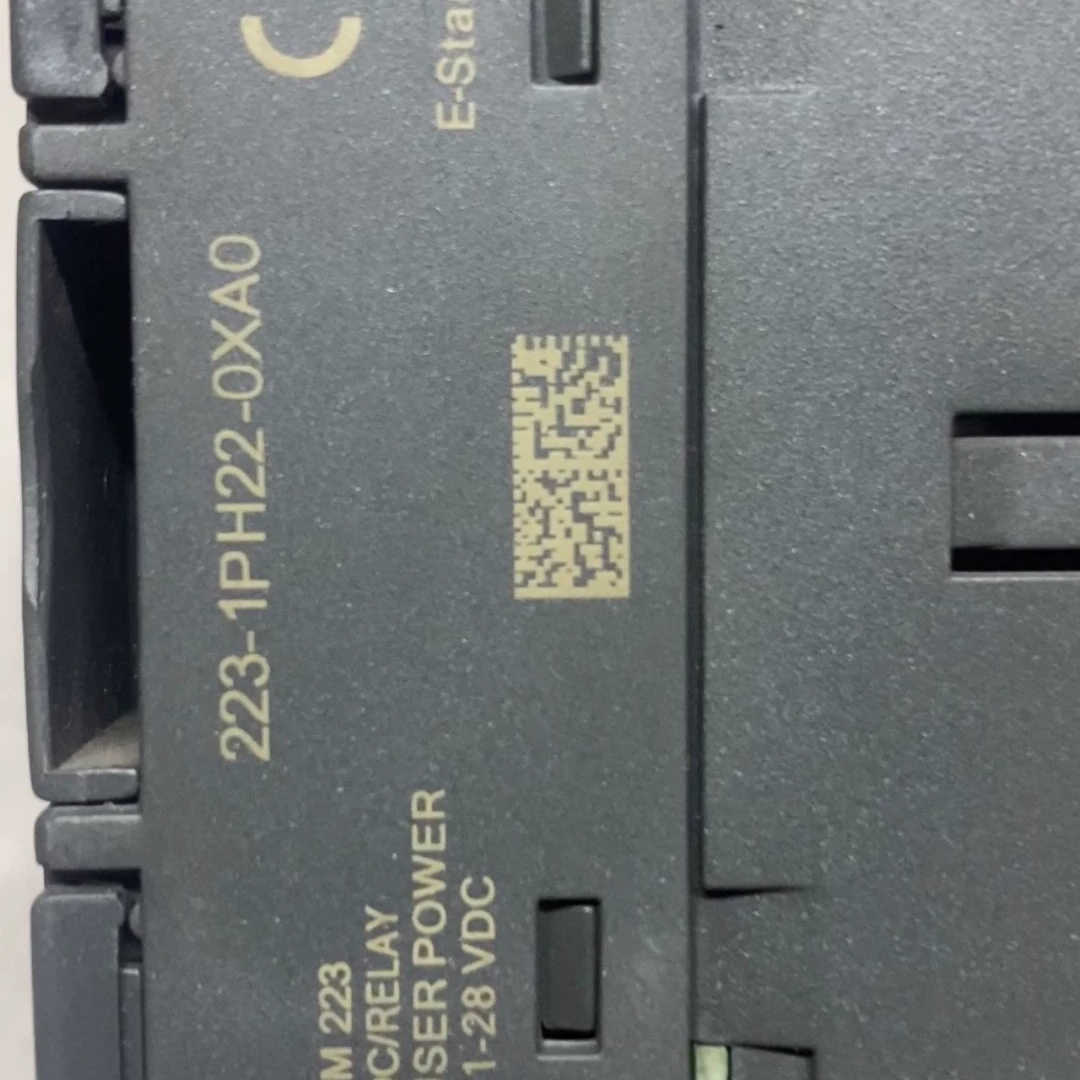 223-1PH22-0XA0
E-Sta
M 223
C/RELAY
SER POWER
1-28 VDC